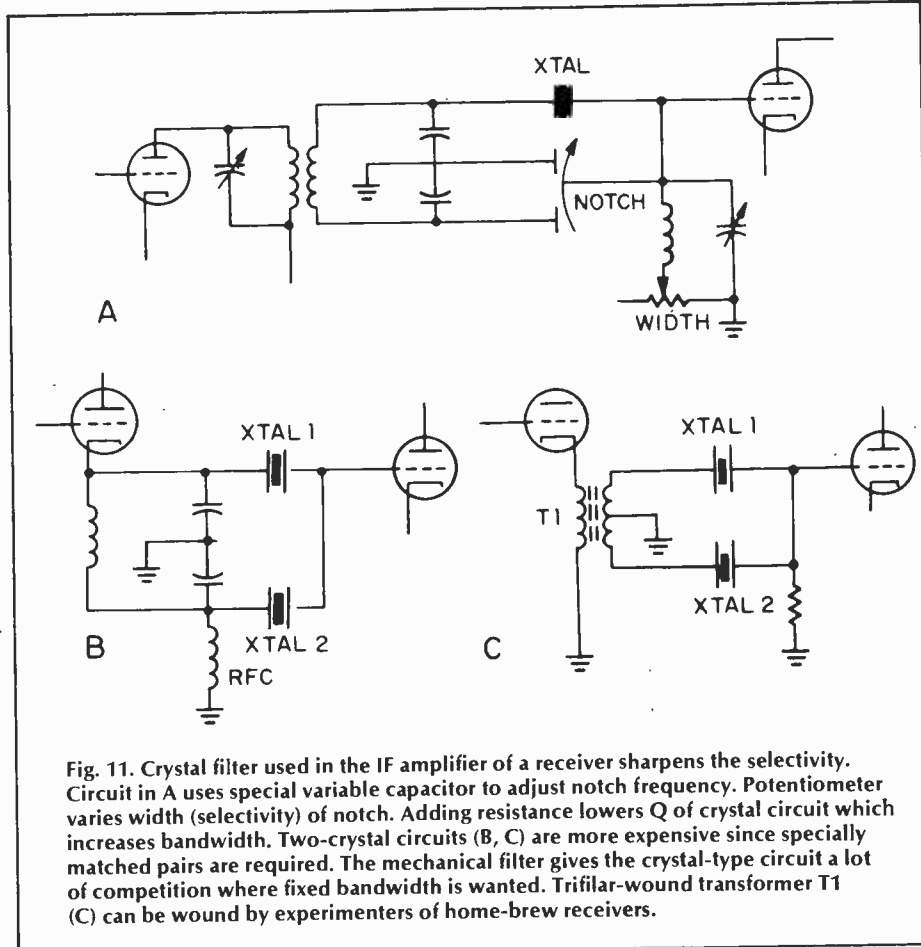 XTAL
NOTCH
A
WIDTH
XTAL 1
XTAL 1
T1
B
XTAL 2
C
XTAL 2
RFC
Fig. 11. Crystal filter used in the IF amplifier of a receiver sharpens the selectivity.
Circuit in A uses special variable capacitor to adjust notch frequency. Potentiometer
varies width (selectivity) of notch. Adding resistance lowers Q of crystal circuit which
increases bandwidth. Two-crystal circuits (B, C) are more expensive since specially
matched pairs are required. The mechanical filter gives the crystal-type circuit a lot
of competition where fixed bandwidth is wanted. Trifilar-wound transformer T1
(C) can be wound by experimenters of home-brew receivers.